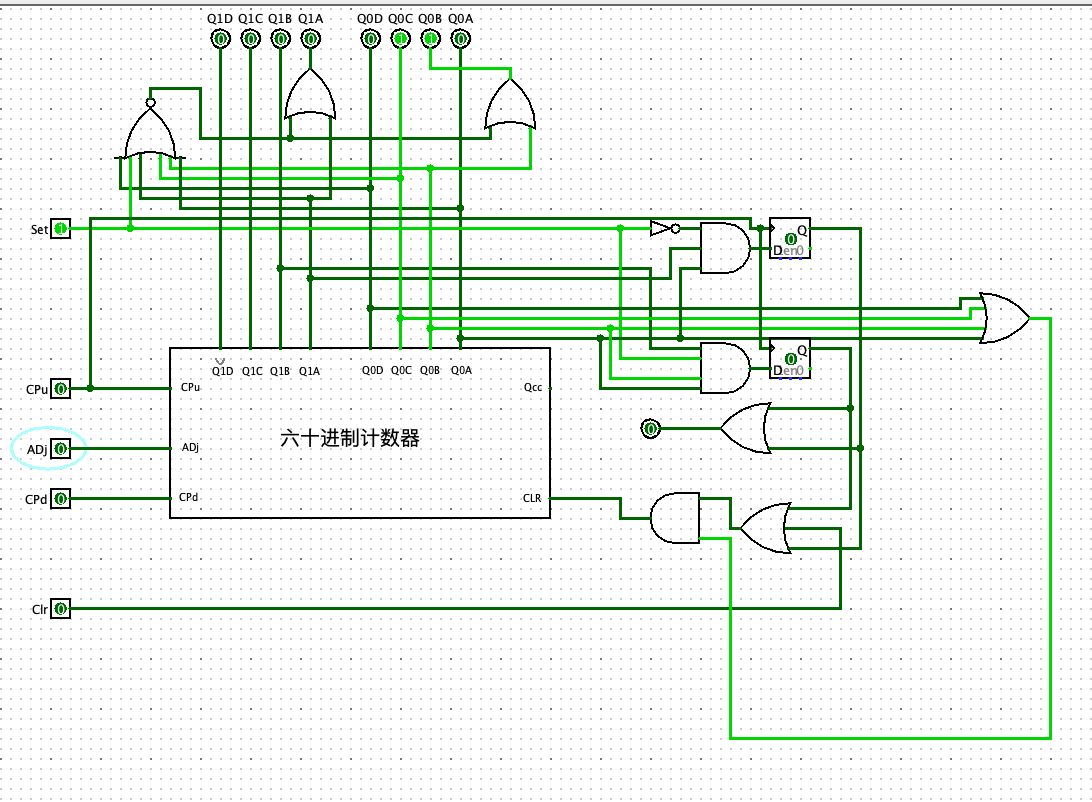 Q1D Q1C Q1B Q1A Q0D Q0C Q0B Q0A
0 0 0 0 0 1 1 0
Set 1
Q
0
D en0
Q
0
D en0
Q1D Q1C Q1B Q1A Q0D Q0C Q0B Q0A
CPu 0 CPu Qcc
0
六十进制计数器
ADj 0 ADj
CPd 0 CPd CLR
Clr 0